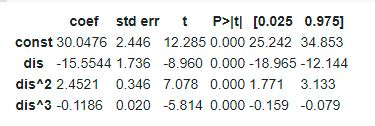 coef std err t P>|t| [0.025 0.975]
const 30.0476 2.446 12.285 0.000 25.242 34.853
dis -15.5544 1.736 -8.960 0.000 -18.965 -12.144
dis^2 2.4521 0.346 7.078 0.000 1.771 3.133
dis^3 -0.1186 0.020 -5.814 0.000 -0.159 -0.079